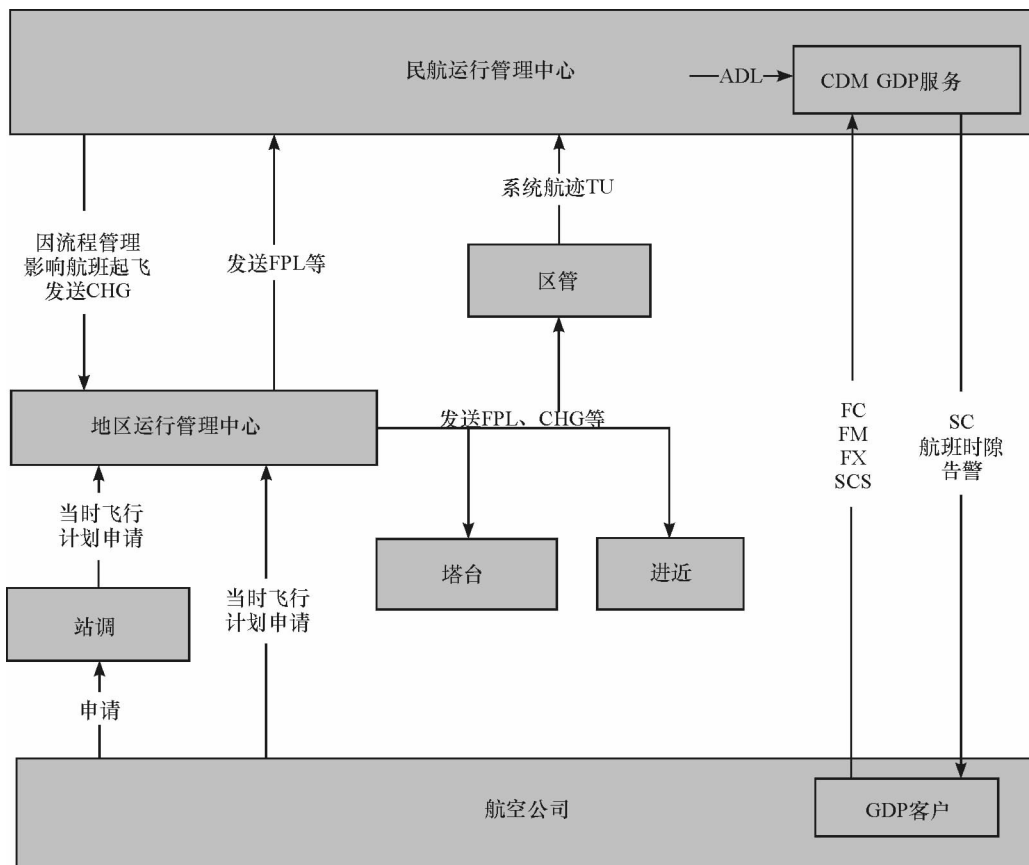 民航运行管理中心
ADL
CDM GDP服务
系统航迹TU
因流程管理
影响航班起飞
发送CHG
发送FPL等
区管
地区运行管理中心
发送FPL、CHG等
FC
FM
FX
SCS
SC
航班时隙
告警
当时飞行
计划申请
塔台
进近
当时飞行
计划申请
站调
申请
航空公司
GDP客户